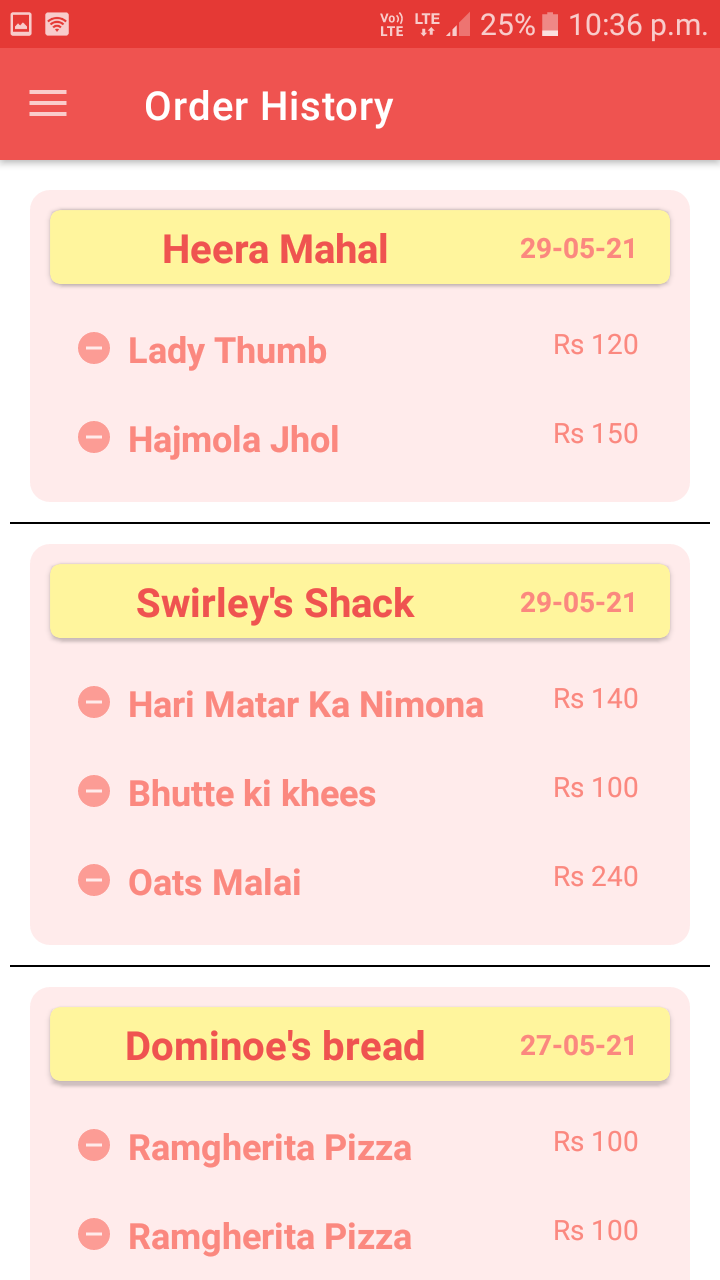 Vo)) LTE LTE 25% 10:36 p.m.
Order History
Heera Mahal 29-05-21
Lady Thumb Rs 120
Hajmola Jhol Rs 150
Swirley's Shack 29-05-21
Hari Matar Ka Nimona Rs 140
Bhutte ki khees Rs 100
Oats Malai Rs 240
Dominoe's bread 27-05-21
Ramgherita Pizza Rs 100
Ramgherita Pizza Rs 100